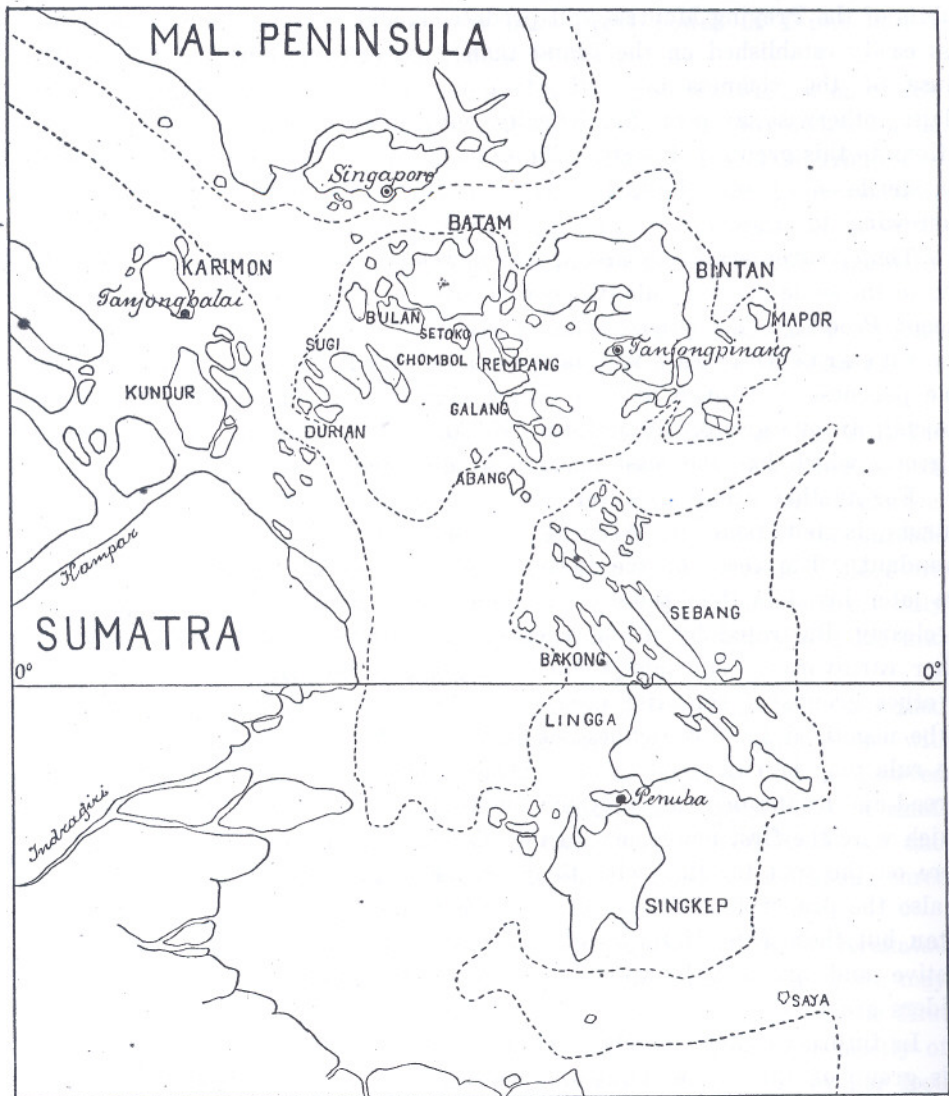 MAL. PENINSULA
Singapore
BATAM
KARIMON
BINTAN
Tanjongbalai
MAPOR
BULAN
SETOKO
SUGI
CHOMBOL
REMPANG
Tanjongpinang
KUNDUR
GALANG
DURIAN
ABANG
Kampar
SEBANG
SUMATRA
BAKONG
0°
0°
LINGGA
Penuba
Indragiri
SINGKEP
SAYA